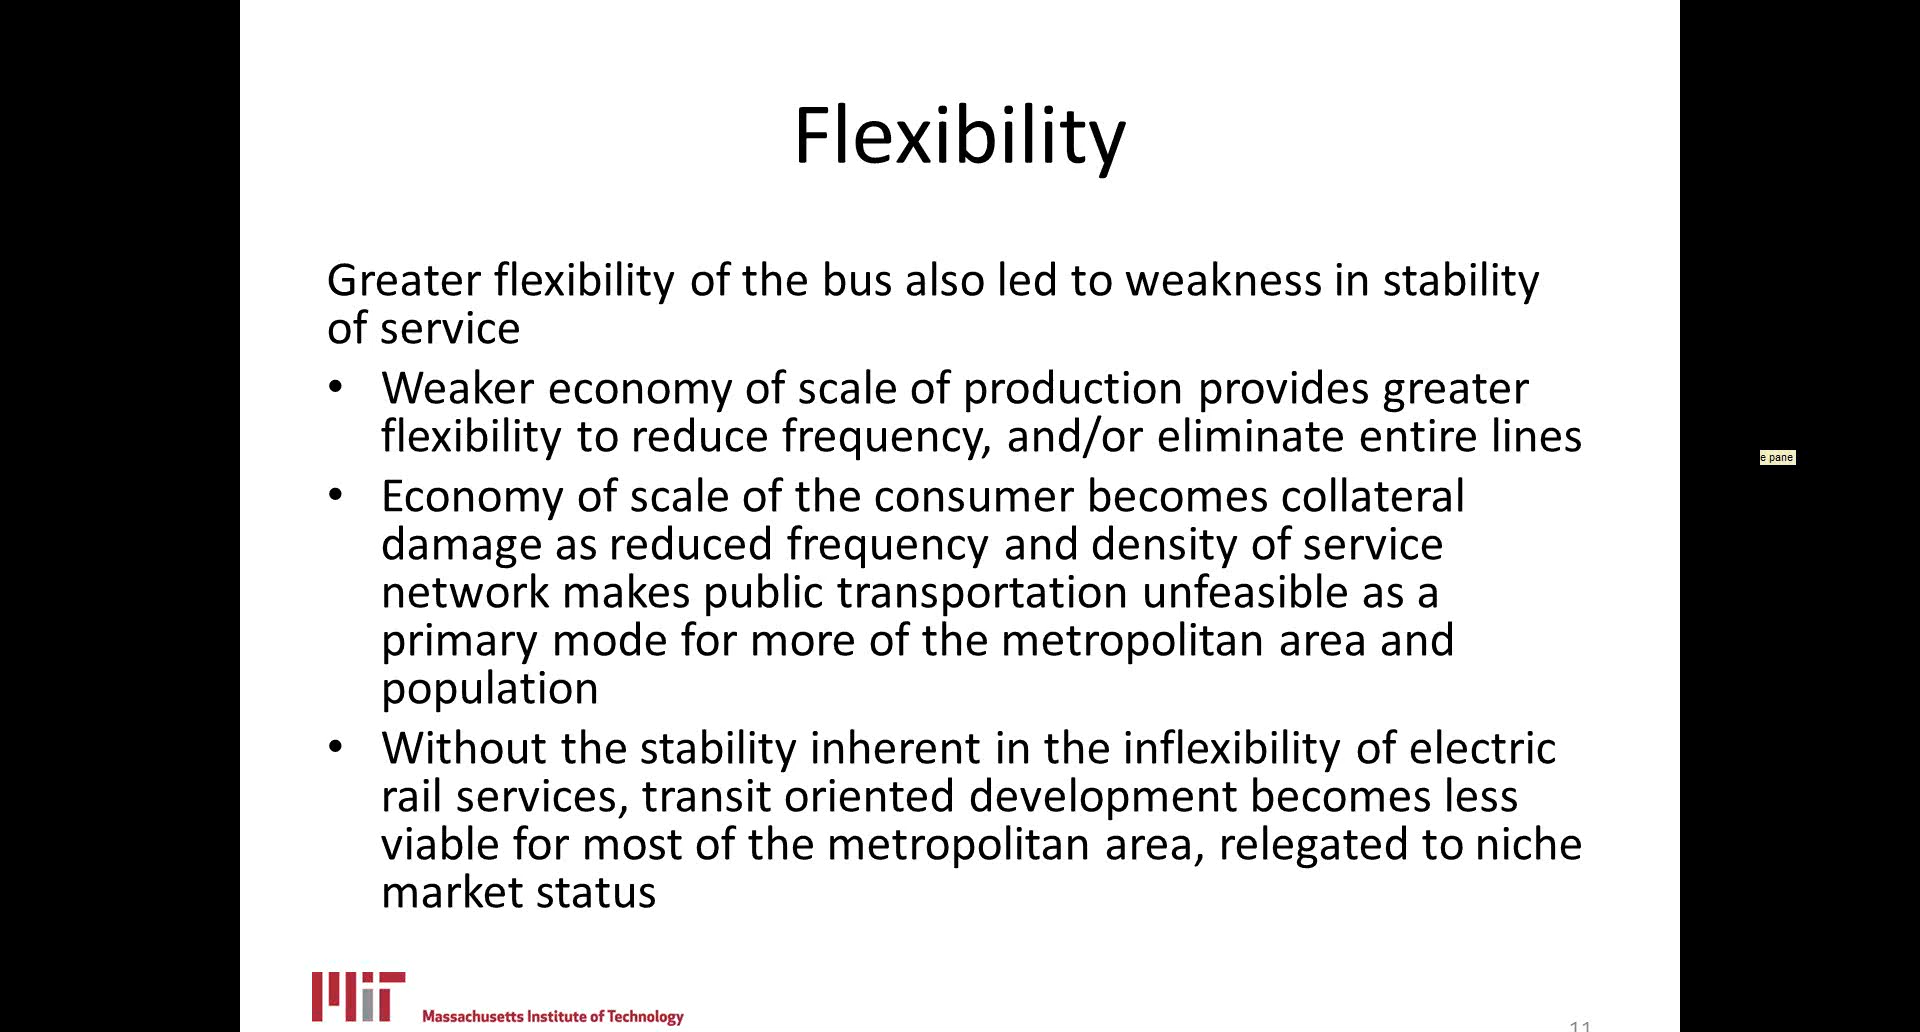 Flexibility
Greater flexibility of the bus also led to weakness in stability
of service
• Weaker economy of scale of production provides greater
flexibility to reduce frequency, and/or eliminate entire lines
• Economy of scale of the consumer becomes collateral
damage as reduced frequency and density of service
network makes public transportation unfeasible as a
primary mode for more of the metropolitan area and
population
• Without the stability inherent in the inflexibility of electric
rail services, transit oriented development becomes less
viable for most of the metropolitan area, relegated to niche
market status
e pane
MIT
Massachusetts Institute of Technology
11